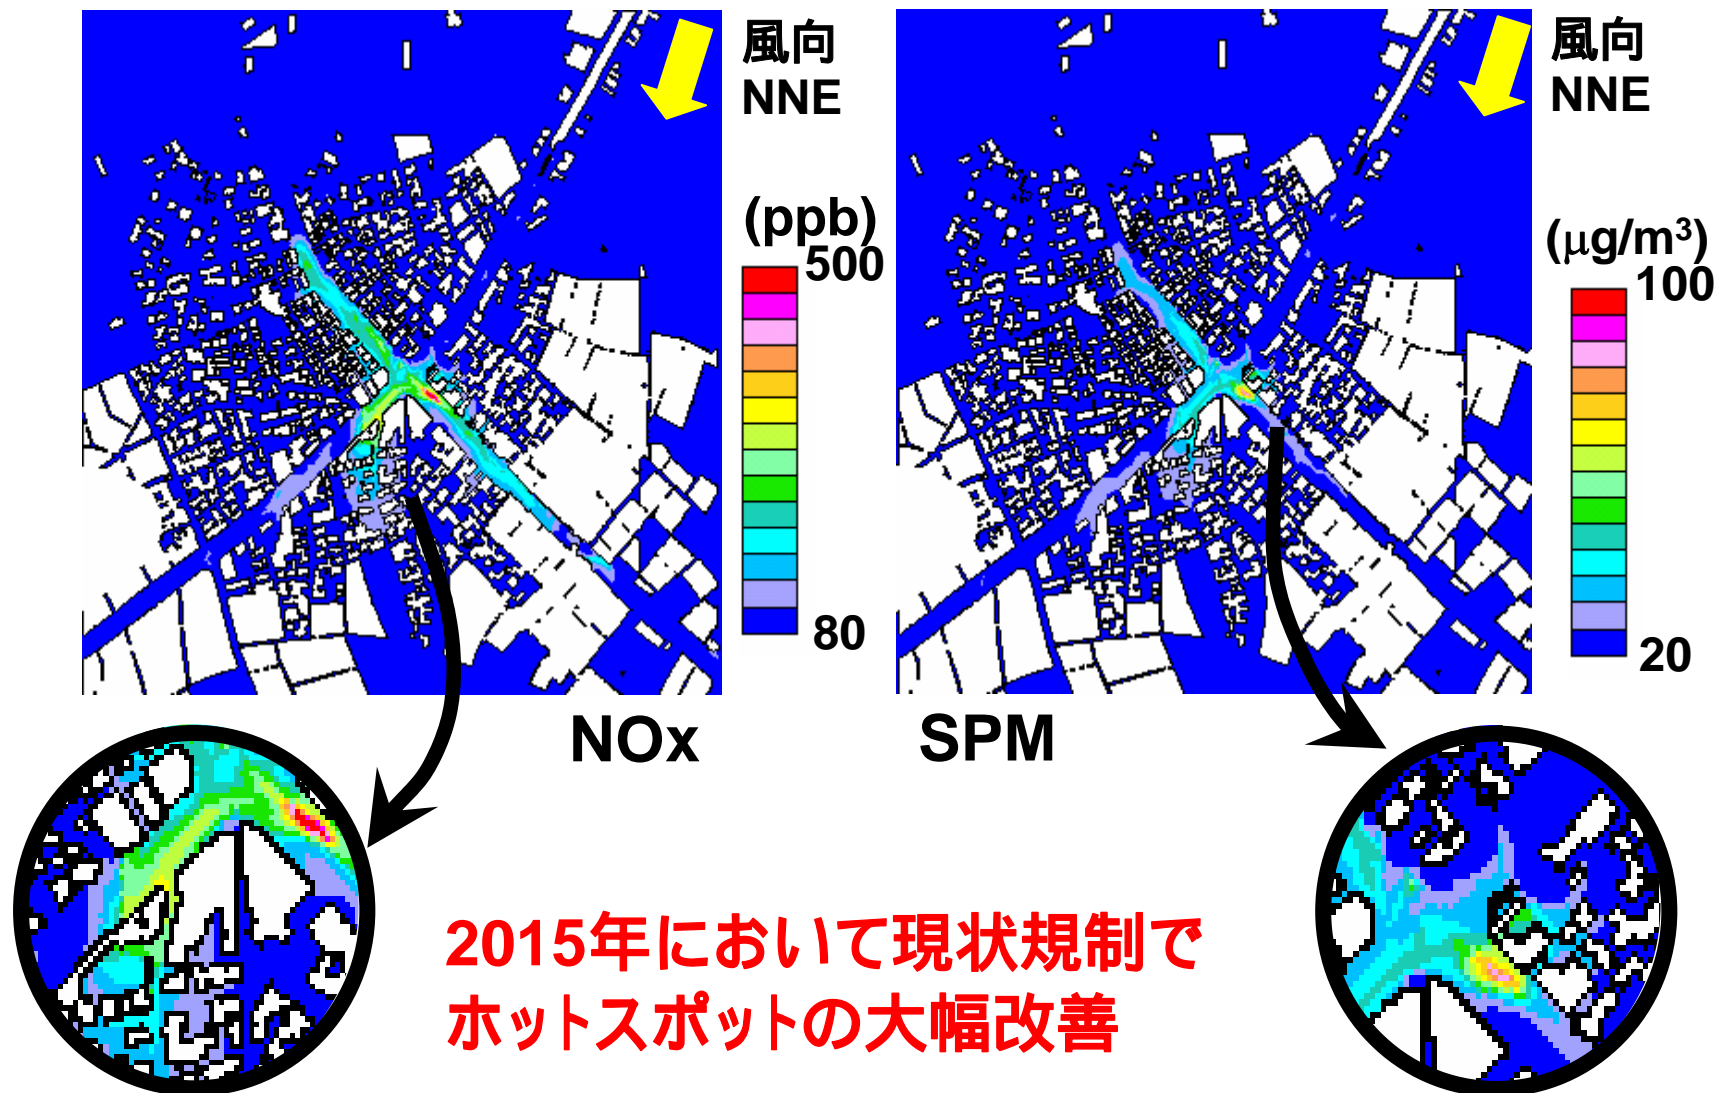 風向
NNE
(ppb)
500
80
NOx
風向
NNE
(μg/m³)
100
20
SPM
2015年において現状規制で
ホットスポットの大幅改善